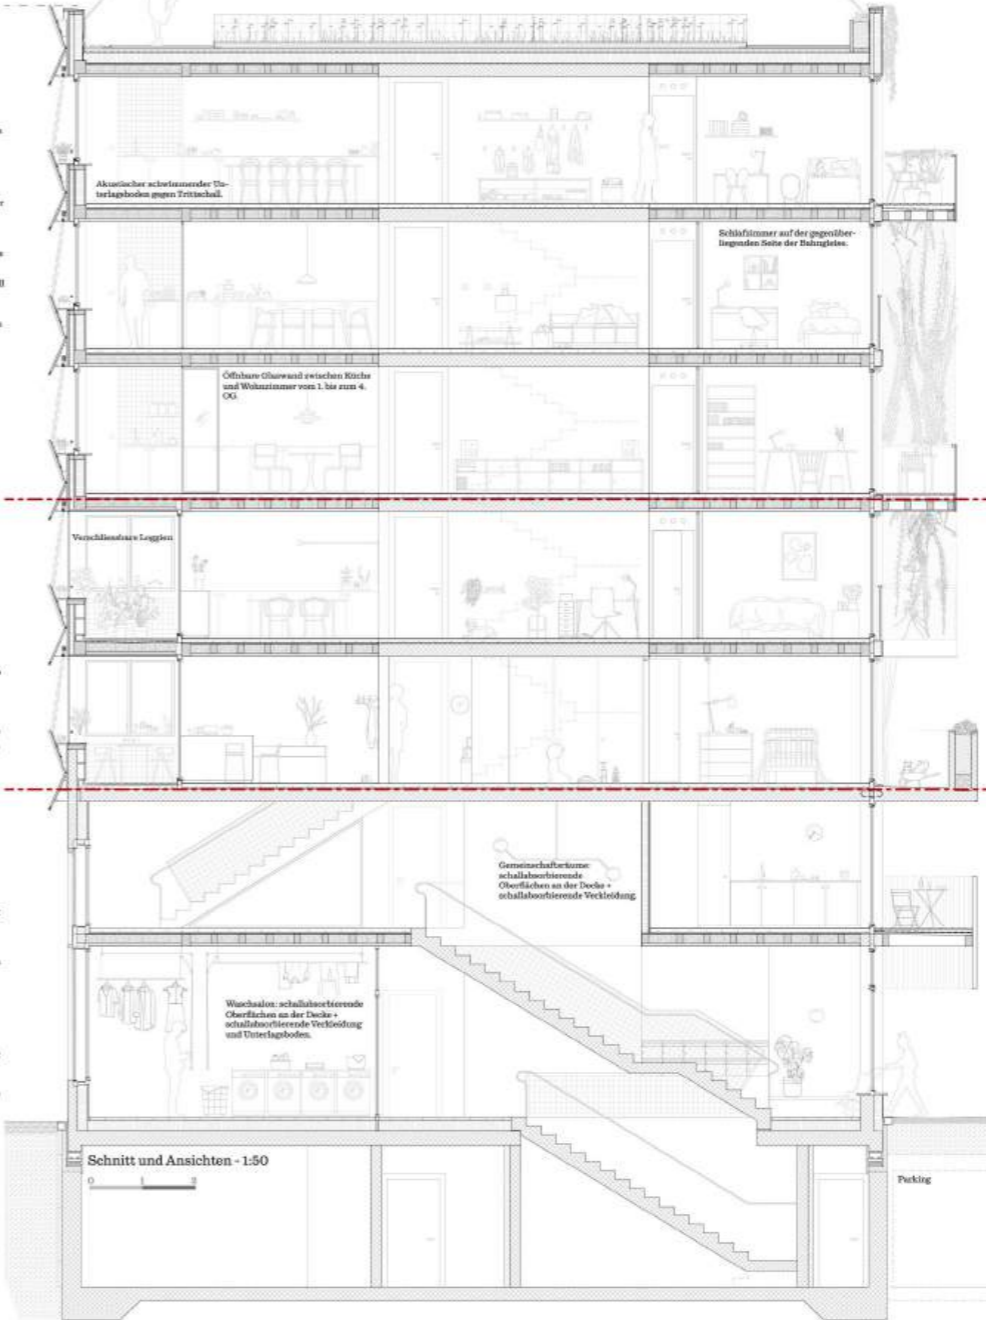 Akustischer schwimmender Un-
terlagsboden gegen Trittschall.
Schlafzimmer auf der gegenüber-
liegenden Seite der Bahngleise.
Öffnbare Glaswand zwischen Küche
und Wohnzimmer vom 1. bis zum 4.
OG.
Verschliessbare Loggien
Gemeinschaftsräume:
schallabsorbierende
Oberflächen an der Decke +
schallabsorbierende Verkleidung.
Waschsalon: schallabsorbierende
Oberflächen an der Decke +
schallabsorbierende Verkleidung
und Unterlagsboden.
Schnitt und Ansichten - 1:50
0 1 2
Parking